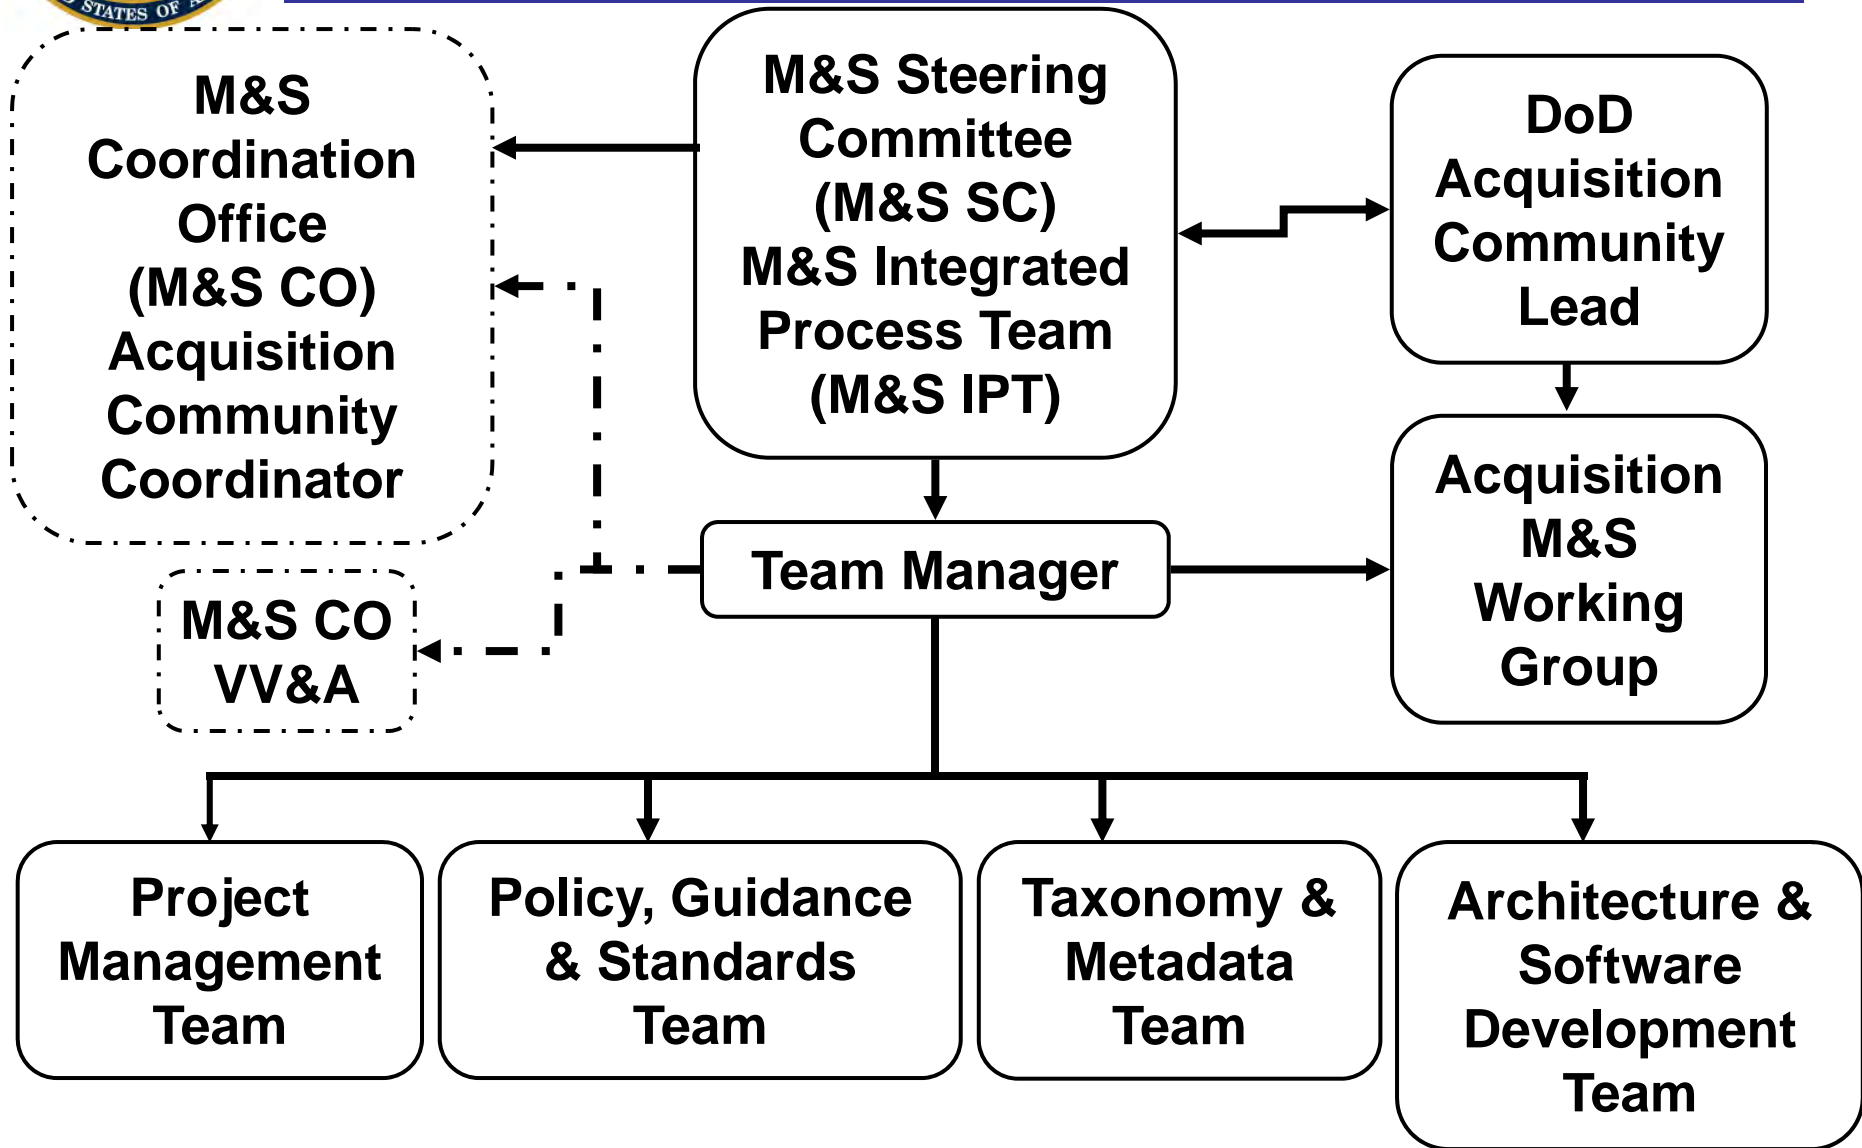 STATES OF
M&S
Coordination
Office
(M&S CO)
Acquisition
Community
Coordinator
M&S Steering
Committee
(M&S SC)
M&S Integrated
Process Team
(M&S IPT)
DoD
Acquisition
Community
Lead
Acquisition
M&S
Working
Group
Team Manager
M&S CO
VV&A
Project
Management
Team
Policy, Guidance
& Standards
Team
Taxonomy &
Metadata
Team
Architecture &
Software
Development
Team